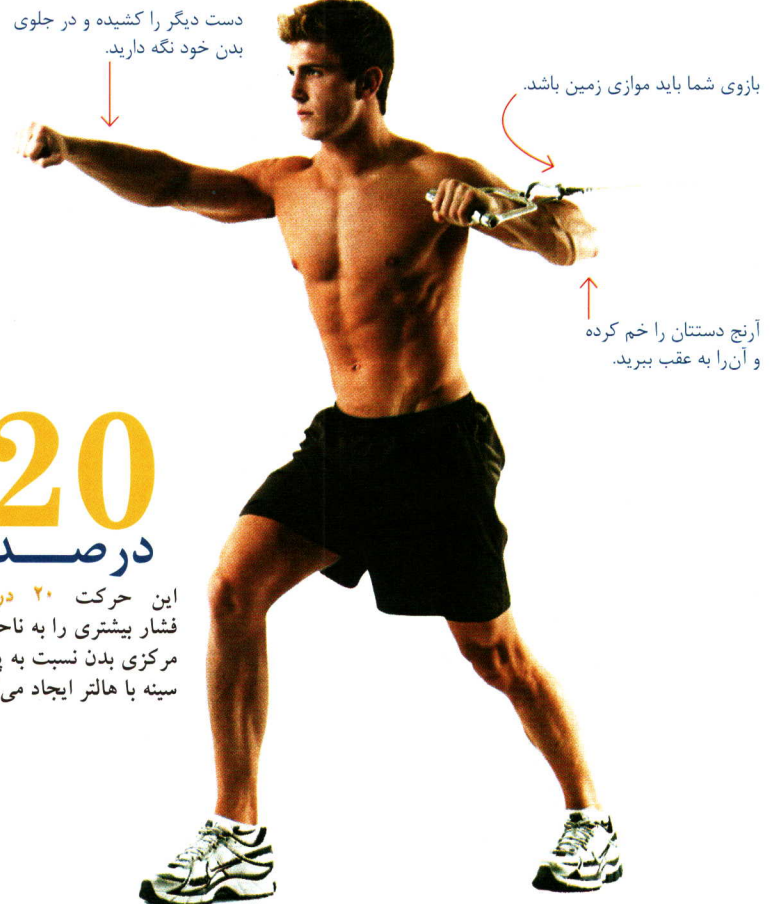 دست دیگر را کشیده و در جلوی
بدن خود نگه دارید.
بازوی شما باید موازی زمین باشد.
آرنج دستتان را خم کرده
و آن‌را به عقب ببرید.
20
درصـــد
این حرکت ۲۰
فشار بیشتری را به
مرکزی بدن نسبت به
سینه با هالتر ایجاد می